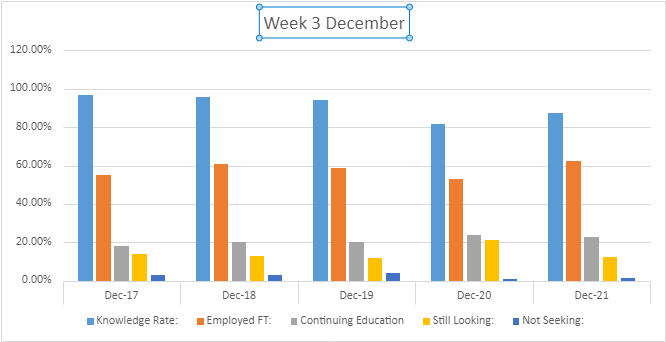 Week 3 December
120.00%
100.00%
80.00%
60.00%
40.00%
20.00%
0.00%
Dec-17 Dec-18 Dec-19 Dec-20 Dec-21
Knowledge Rate: Employed FT: Continuing Education Still Looking: Not Seeking: